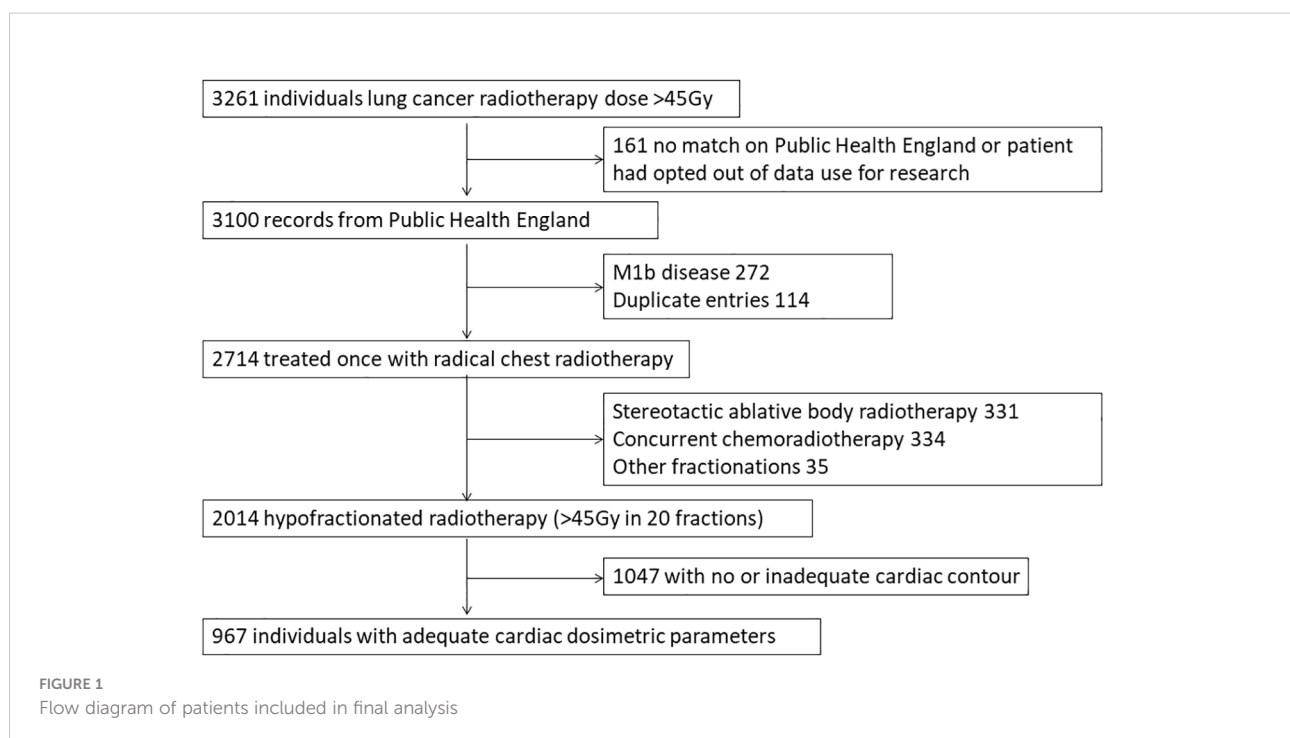 3261 individuals lung cancer radiotherapy dose >45Gy
161 no match on Public Health England or patient
had opted out of data use for research
3100 records from Public Health England
M1b disease 272
Duplicate entries 114
2714 treated once with radical chest radiotherapy
Stereotactic ablative body radiotherapy 331
Concurrent chemoradiotherapy 334
Other fractionations 35
2014 hypofractionated radiotherapy (>45Gy in 20 fractions)
1047 with no or inadequate cardiac contour
967 individuals with adequate cardiac dosimetric parameters
FIGURE 1
Flow diagram of patients included in final analysis